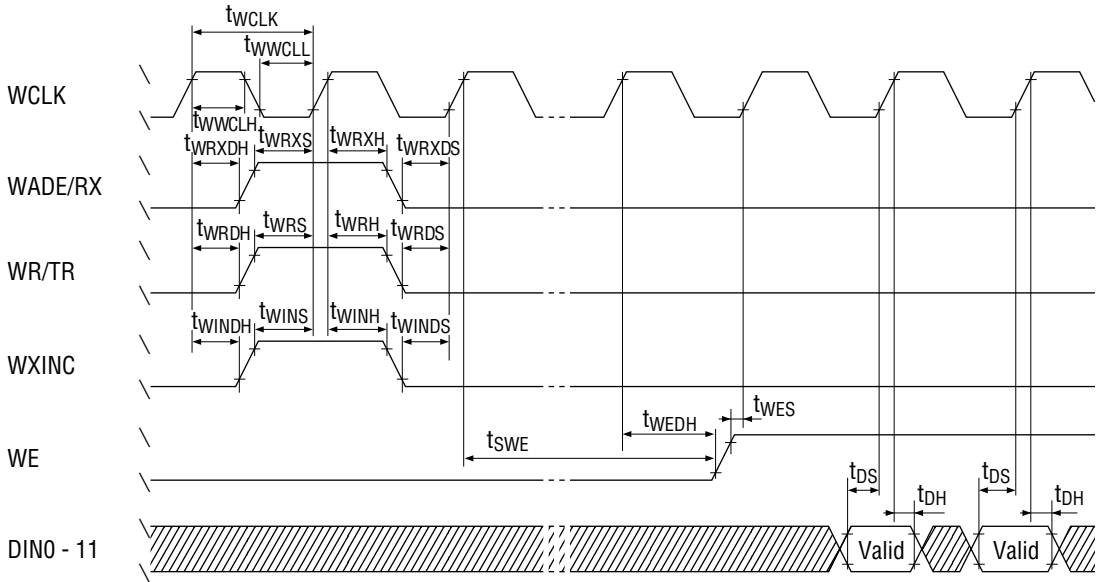 tWCLK
tWWCLL
WCLK
tWWCLH
tWRXDH tWRXS tWRXH tWRXDS
WADE/RX
tWRDH tWRS tWRH tWRDS
WR/TR
tWINDH tWINS tWINH tWINDS
WXINC
tWES
tWEDH
tSWE
WE
tDS tDH tDS tDH
DIN0 - 11 Valid Valid